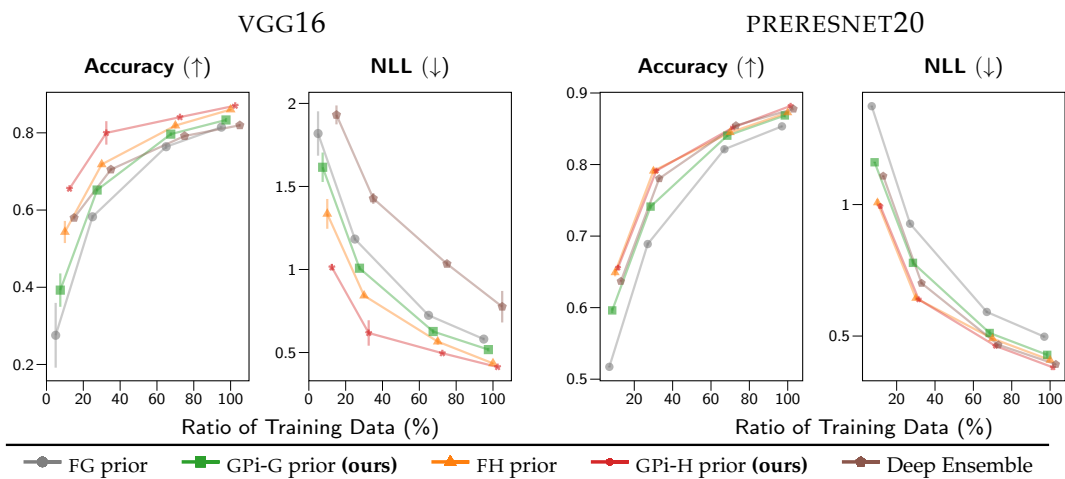 VGG16
PRERESNET20
Accuracy (↑)
NLL (↓)
Accuracy (↑)
NLL (↓)
0.8
0.6
0.4
0.2
0 20 40 60 80 100
2
1.5
1
0.5
0 20 40 60 80 100
0.9
0.8
0.7
0.6
0.5
20 40 60 80 100
1
0.5
20 40 60 80 100
Ratio of Training Data (%)
Ratio of Training Data (%)
FG prior GPi-G prior (ours) FH prior GPi-H prior (ours) Deep Ensemble